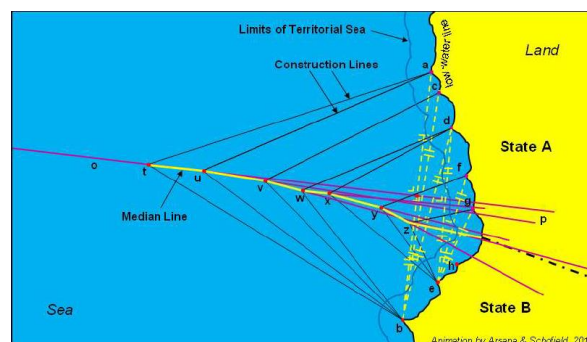 Limits of Territorial Sea
low-water line
Land
Construction Lines
a
c
d
State A
o
t
u
v
w
x
y
z
f
g
p
Median Line
h
e
Sea
b
State B
Animation by Arsana & Schofield, 201